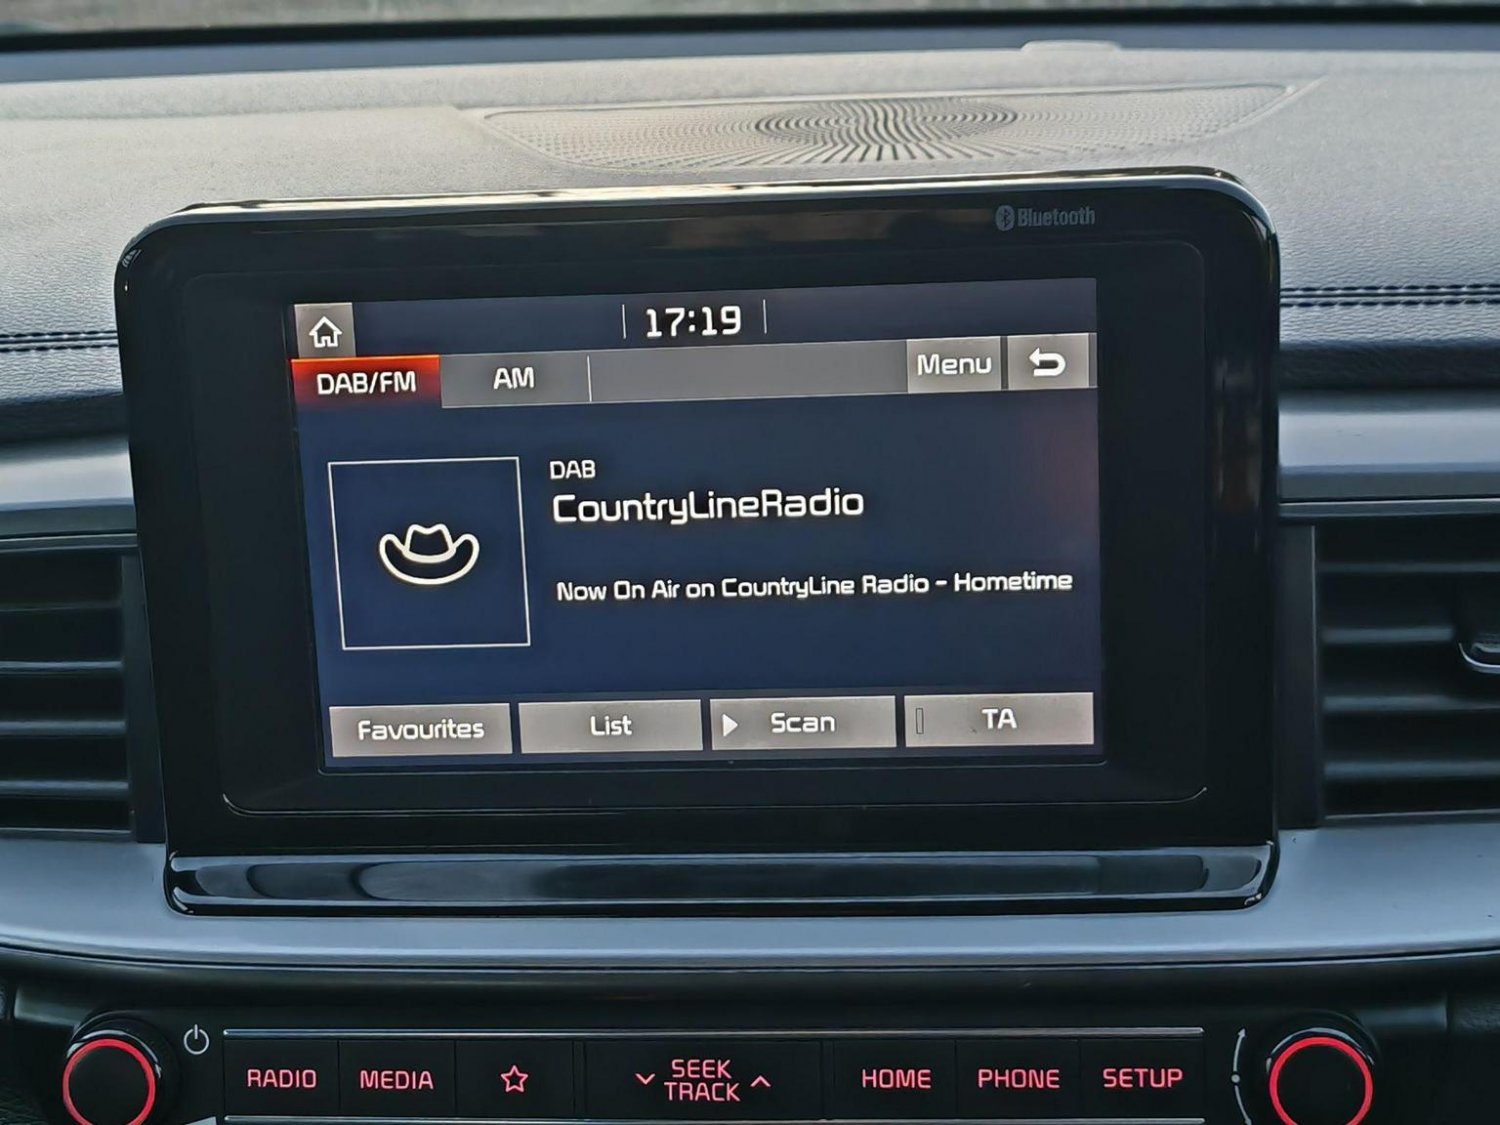 Bluetooth
17:19
DAB/FM
AM
Menu
DAB
CountryLineRadio
Now On Air on CountryLine Radio - Hometime
Favourites
List
Scan
TA
RADIO
MEDIA
SEEK
TRACK
HOME
PHONE
SETUP